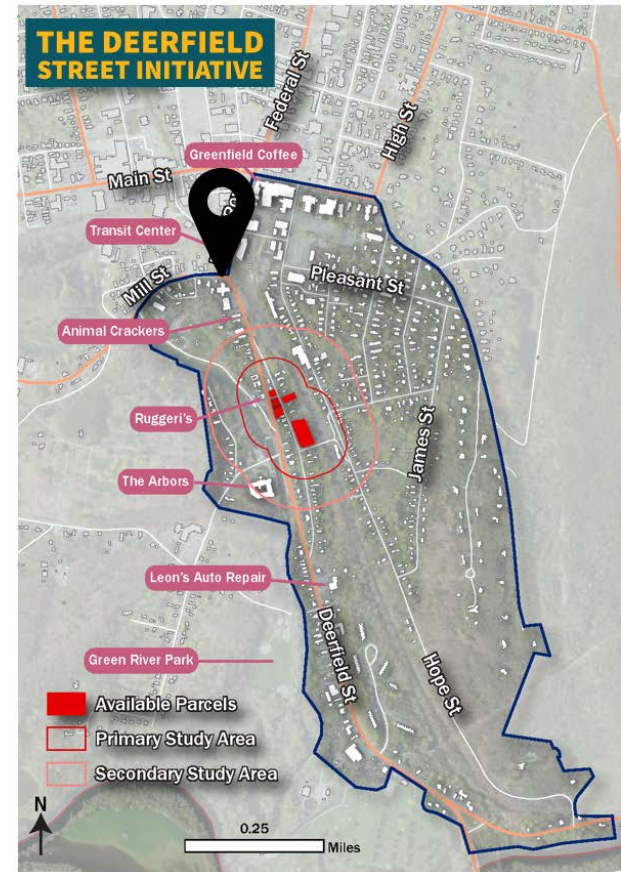 THE DEERFIELD
STREET INITIATIVE
Federal St
High St
Greenfield Coffee
Main St
Transit Center
Mill St
Pleasant St
Animal Crackers
Ruggeri's
James St
The Arbors
Leon's Auto Repair
Deerfield St
Green River Park
Hope St
Available Parcels
Primary Study Area
Secondary Study Area
N
0.25
Miles